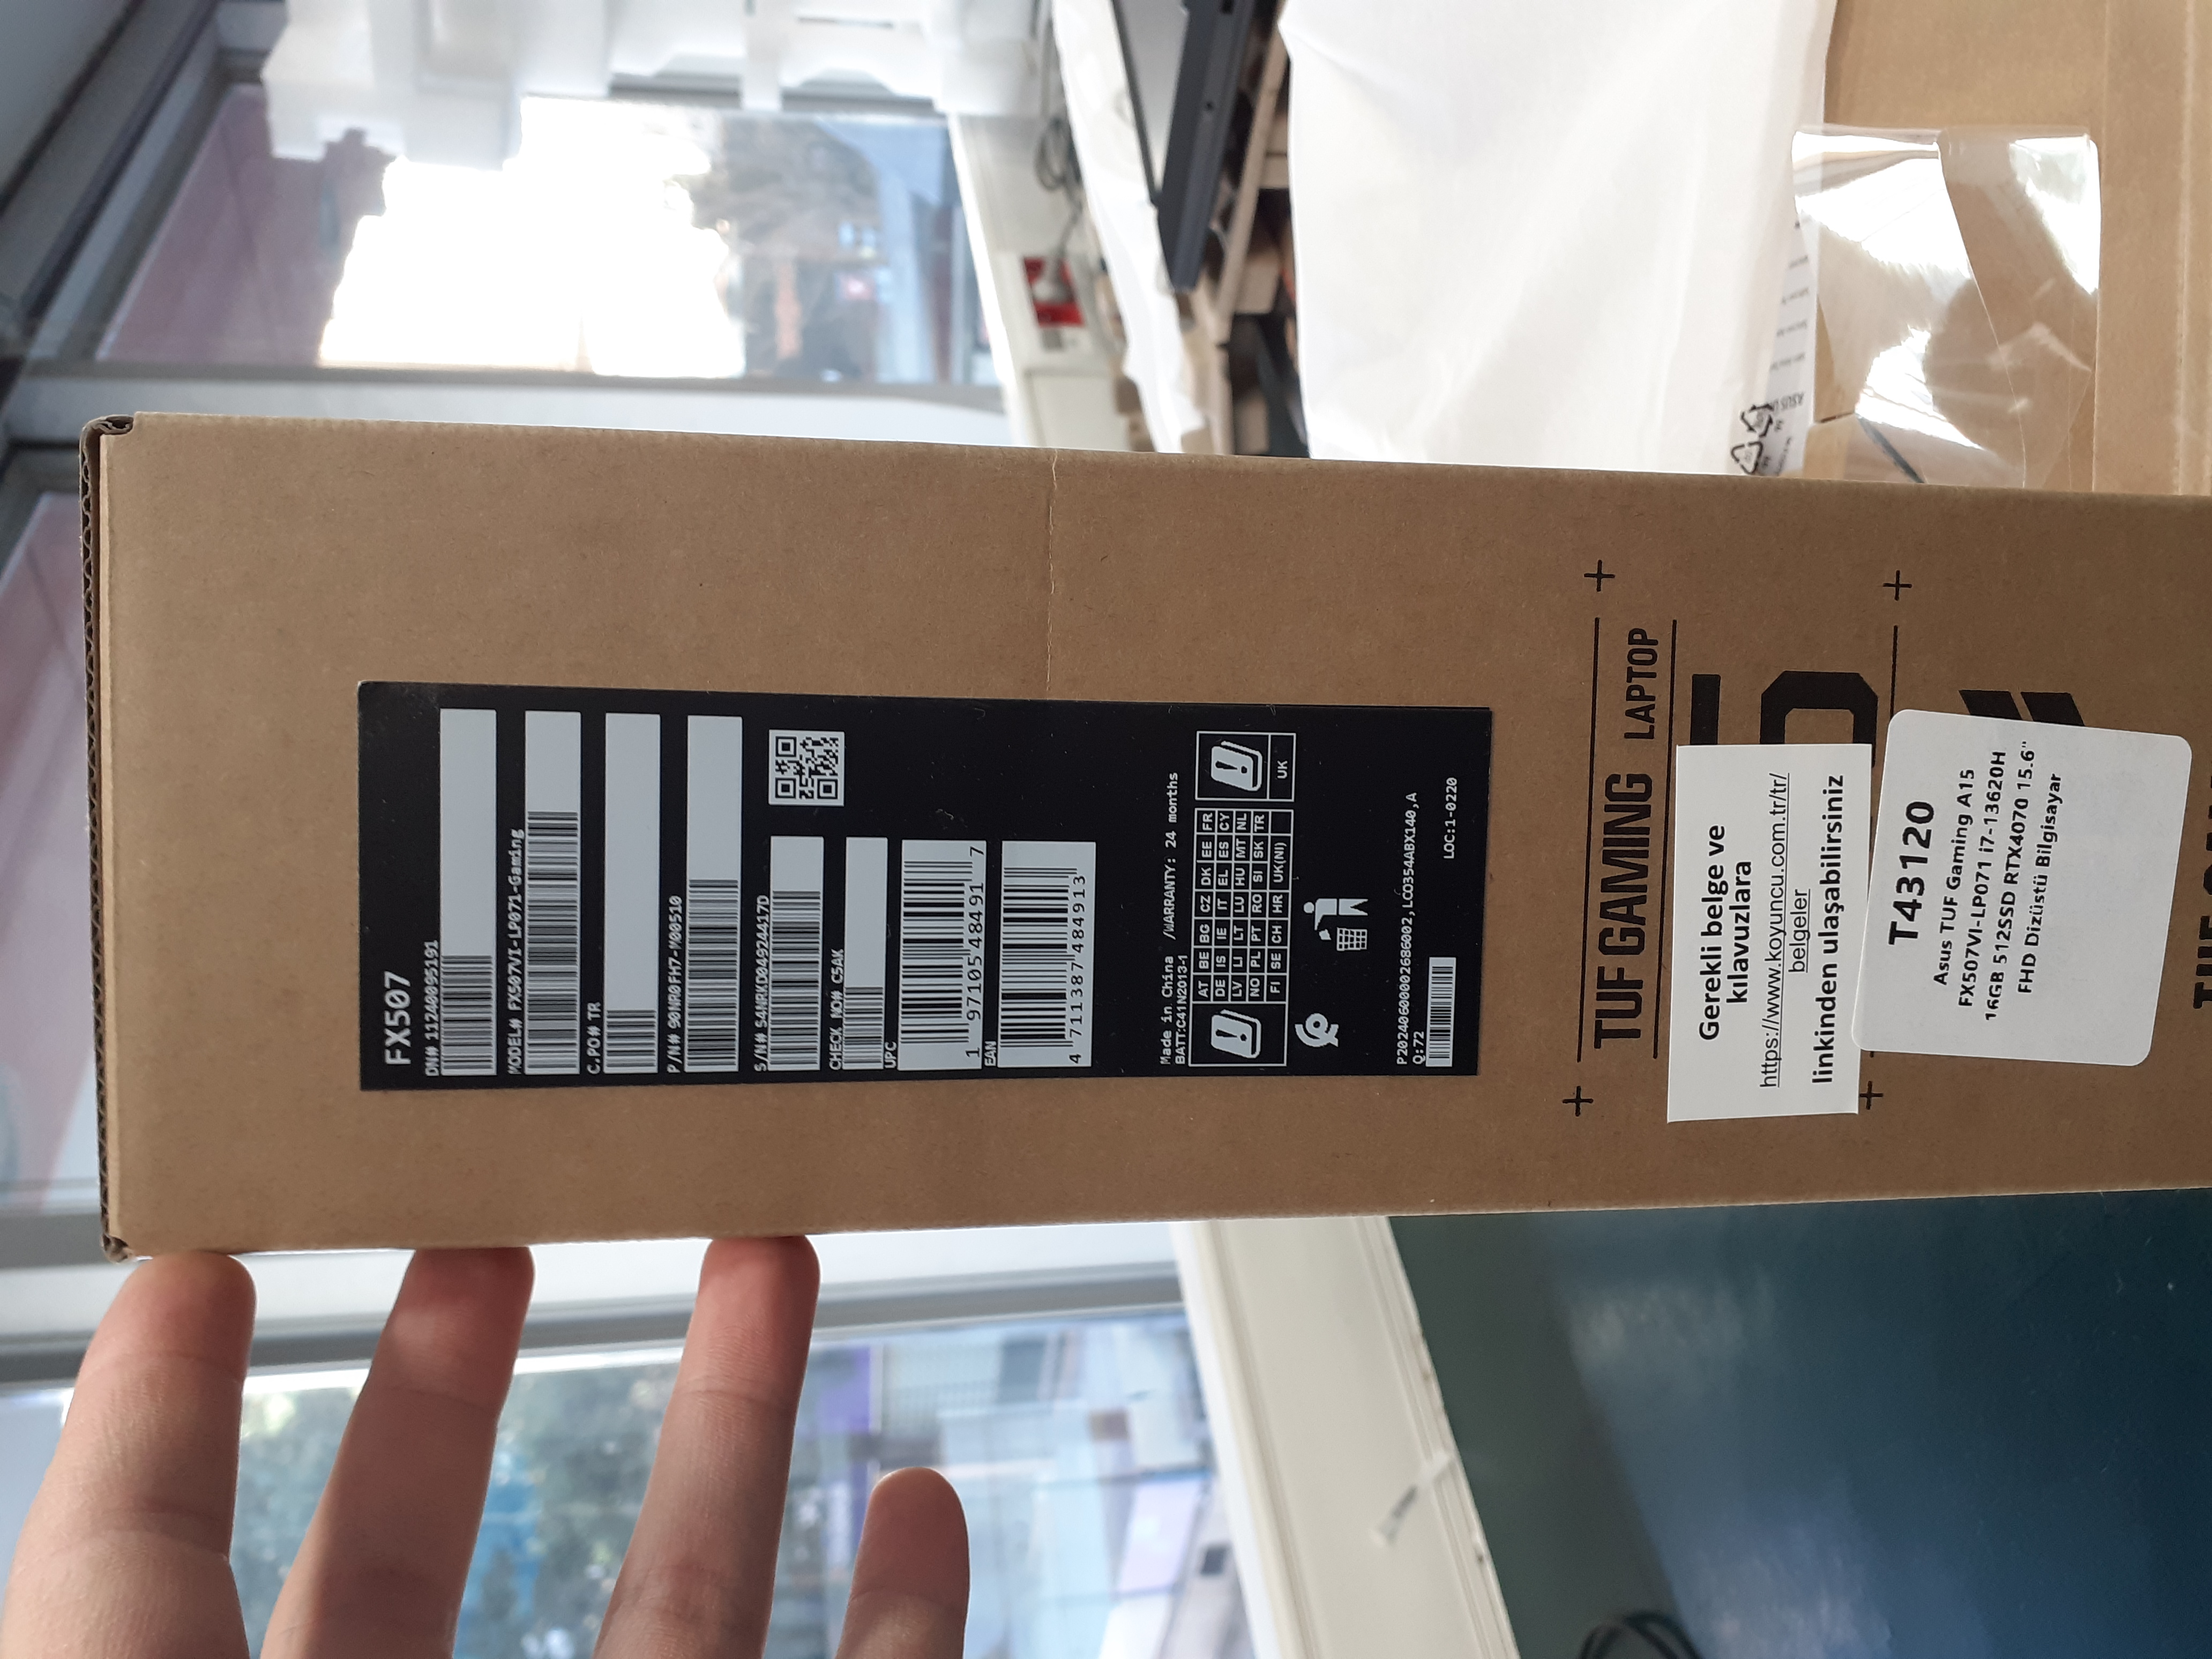 FX507
DN# 11240095191
MODEL# FX507VI-LP071-Gaming
C.PO# TR
P/N# 90NR0FH7-M00510
S/N# S4NRKD04924417D
CHECK NO# C5AK
UPC
1 97105 48491 7
EAN
4 711387 484913
Made in China /WARRANTY: 24 months
BATT:C41N2013-1
AT BE BG CZ DK EE FR
DE IS IE IT EL ES CY
LV LI LT LU HU MT NL
NO PL PT RO SI SK TR
FI SE CH HR UK(NI)
UK
P202406000002686002,LC0354ABX140,A
Q:72
LOC:1-0220
TUF GAMING LAPTOP
Gerekli belge ve
kılavuzlara
https://www.koyuncu.com.tr/tr/
belgeler
linkinden ulaşabilirsiniz
T43120
Asus TUF Gaming A15
FX507VI-LP071 i7-13620H
16GB 512SSD RTX4070 15.6"
FHD Dizüstü Bilgisayar